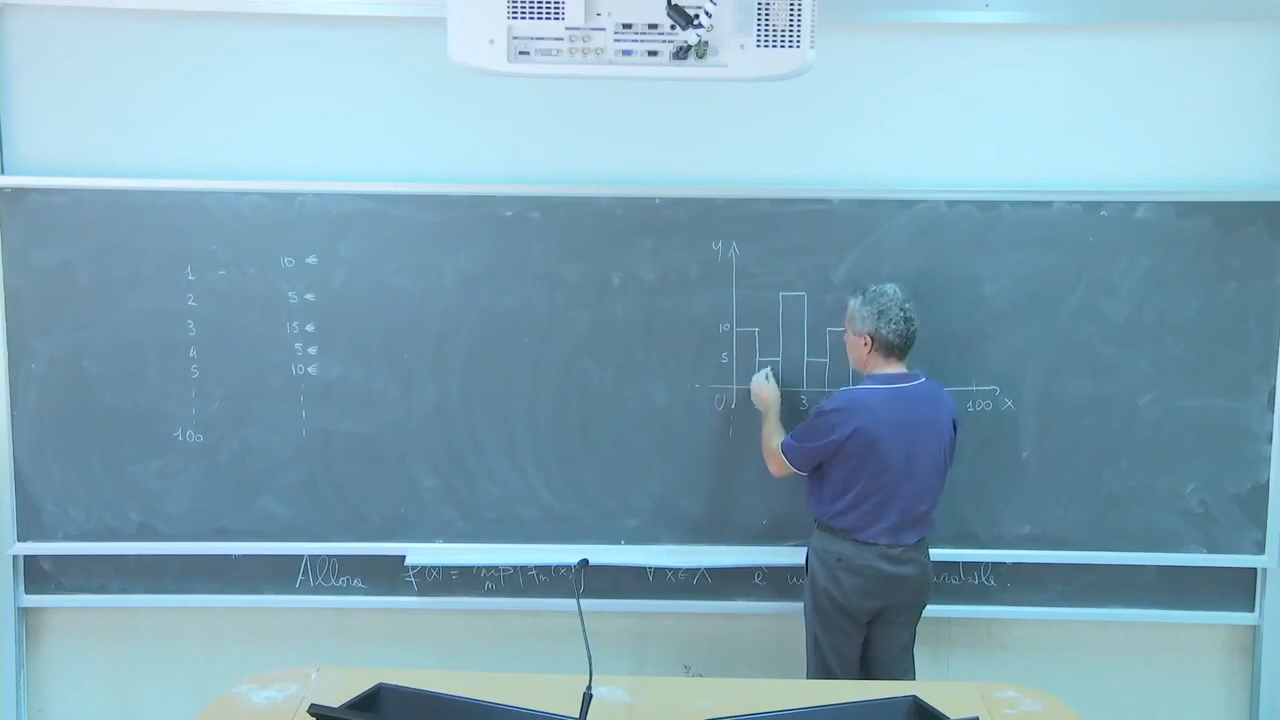 1 - 10 €
2 5 €
3 15 €
4 5 €
5 10 €
100
y
10
5
0 3 100 x
Allora f(x) = sup {fn(x)} ∀ x ∈ è